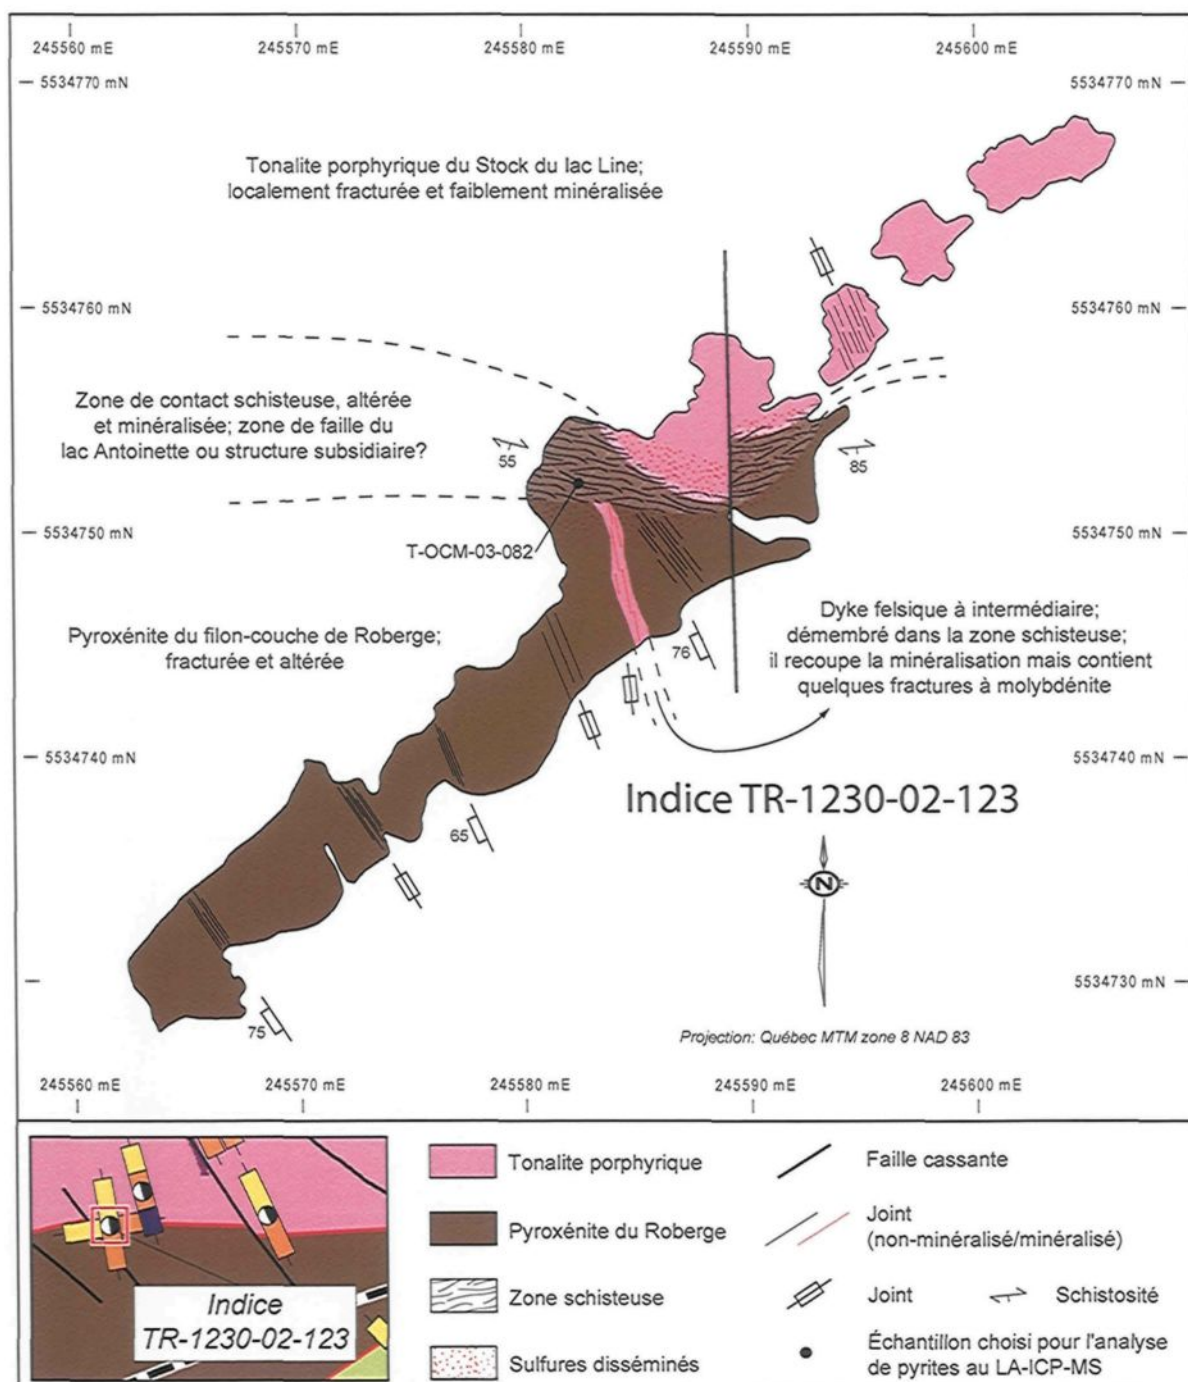 245560 mE 245570 mE 245580 mE 245590 mE 245600 mE
5534770 mN 5534770 mN
Tonalite porphyrique du Stock du lac Line;
localement fracturée et faiblement minéralisée
5534760 mN 5534760 mN
Zone de contact schisteuse, altérée
et minéralisée; zone de faille du
lac Antoinette ou structure subsidiaire?
55
85
5534750 mN 5534750 mN
T-OCM-03-082
Pyroxénite du filon-couche de Roberge;
fracturée et altérée
76
Dyke felsique à intermédiaire;
démembré dans la zone schisteuse;
il recoupe la minéralisation mais contient
quelques fractures à molybdénite
5534740 mN 5534740 mN
Indice TR-1230-02-123
65
N
5534730 mN
75
Projection: Québec MTM zone 8 NAD 83
245560 mE 245570 mE 245580 mE 245590 mE 245600 mE
Indice
TR-1230-02-123
Tonalite porphyrique
Pyroxénite du Roberge
Zone schisteuse
Sulfures disséminés
Faille cassante
Joint
(non-minéralisé/minéralisé)
Joint
Schistosité
Échantillon choisi pour l'analyse
de pyrites au LA-ICP-MS